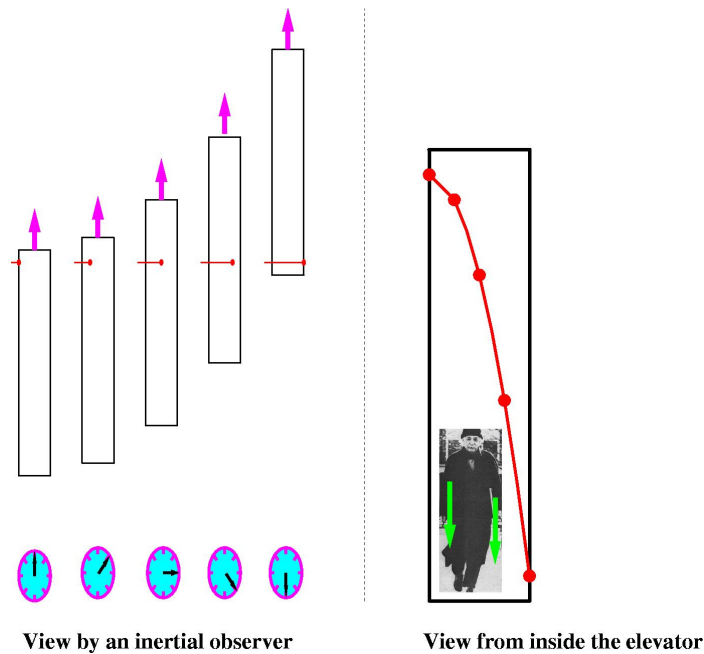 View by an inertial observer
View from inside the elevator